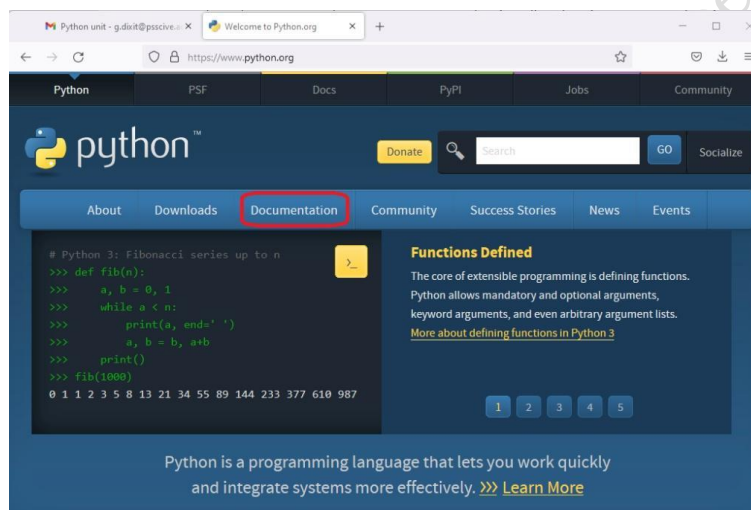 Python unit - g.dixit@psscive.a
Welcome to Python.org
https://www.python.org
Python PSF Docs PyPI Jobs Community
python™
Donate Search GO Socialize
About Downloads Documentation Community Success Stories News Events
# Python 3: Fibonacci series up to n
>>> def fib(n):
>>>     a, b = 0, 1
>>>     while a < n:
>>>         print(a, end=' ')
>>>         a, b = b, a+b
>>>     print()
>>> fib(1000)
0 1 1 2 3 5 8 13 21 34 55 89 144 233 377 610 987
>_
Functions Defined
The core of extensible programming is defining functions.
Python allows mandatory and optional arguments,
keyword arguments, and even arbitrary argument lists.
More about defining functions in Python 3
1 2 3 4 5
Python is a programming language that lets you work quickly
and integrate systems more effectively. >>> Learn More